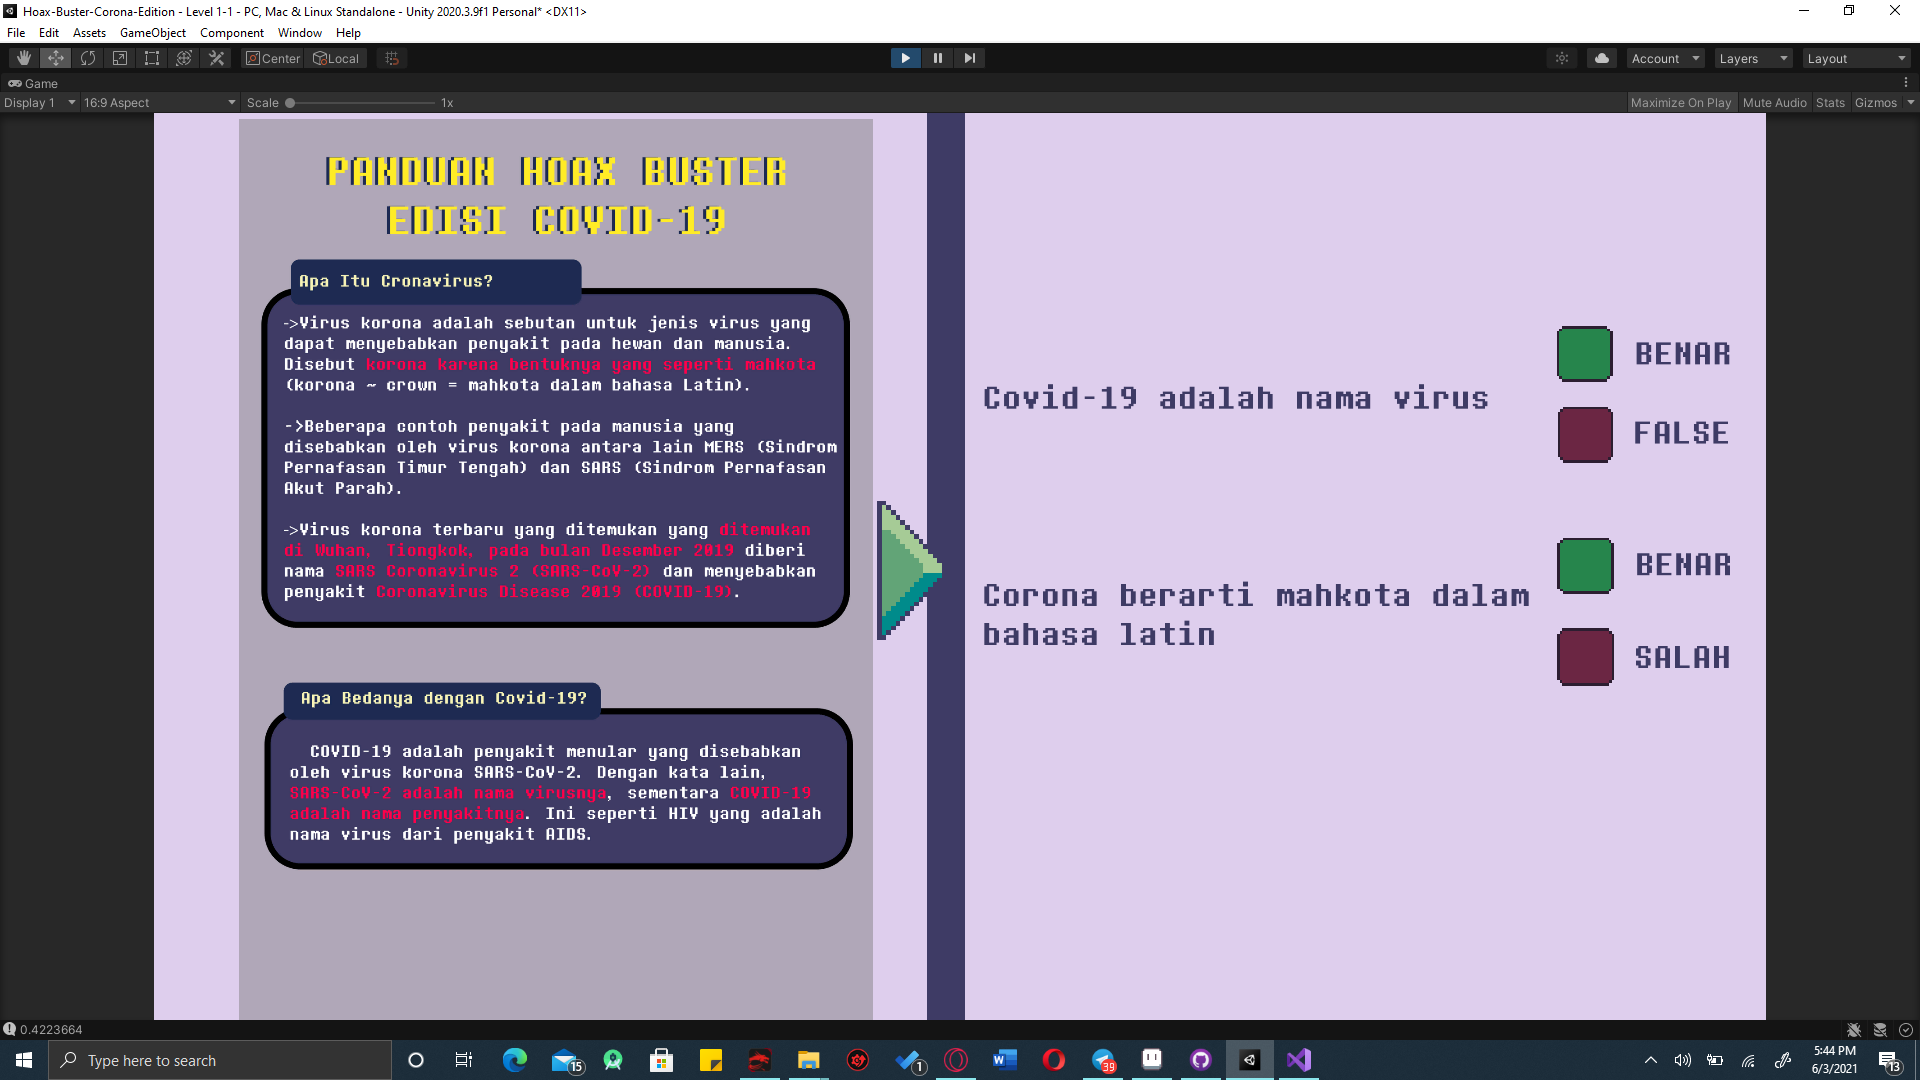 Hoax-Buster-Corona-Edition - Level 1-1 - PC, Mac & Linux Standalone - Unity 2020.3.9f1 Personal* <DX11>
File Edit Assets GameObject Component Window Help
Center Local Account Layers Layout
Game
Display 1 16:9 Aspect Scale 1x Maximize On Play Mute Audio Stats Gizmos
PANDUAN HOAX BUSTER
EDISI COVID-19
Apa Itu Cronavirus?
->Virus korona adalah sebutan untuk jenis virus yang
dapat menyebabkan penyakit pada hewan dan manusia.
Disebut korona karena bentuknya yang seperti mahkota
(korona ~ crown = mahkota dalam bahasa Latin).
->Beberapa contoh penyakit pada manusia yang
disebabkan oleh virus korona antara lain MERS (Sindrom
Pernafasan Timur Tengah) dan SARS (Sindrom Pernafasan
Akut Parah).
->Virus korona terbaru yang ditemukan yang ditemukan
di Wuhan, Tiongkok, pada bulan Desember 2019 diberi
nama SARS Coronavirus 2 (SARS-CoV-2) dan menyebabkan
penyakit Coronavirus Disease 2019 (COVID-19).
Apa Bedanya dengan Covid-19?
COVID-19 adalah penyakit menular yang disebabkan
oleh virus korona SARS-CoV-2. Dengan kata lain,
SARS-CoV-2 adalah nama virusnya, sementara COVID-19
adalah nama penyakitnya. Ini seperti HIV yang adalah
nama virus dari penyakit AIDS.
Covid-19 adalah nama virus
BENAR
FALSE
Corona berarti mahkota dalam
bahasa latin
BENAR
SALAH
0.4223664
Type here to search
15
1
39
5:44 PM
6/3/2021
13